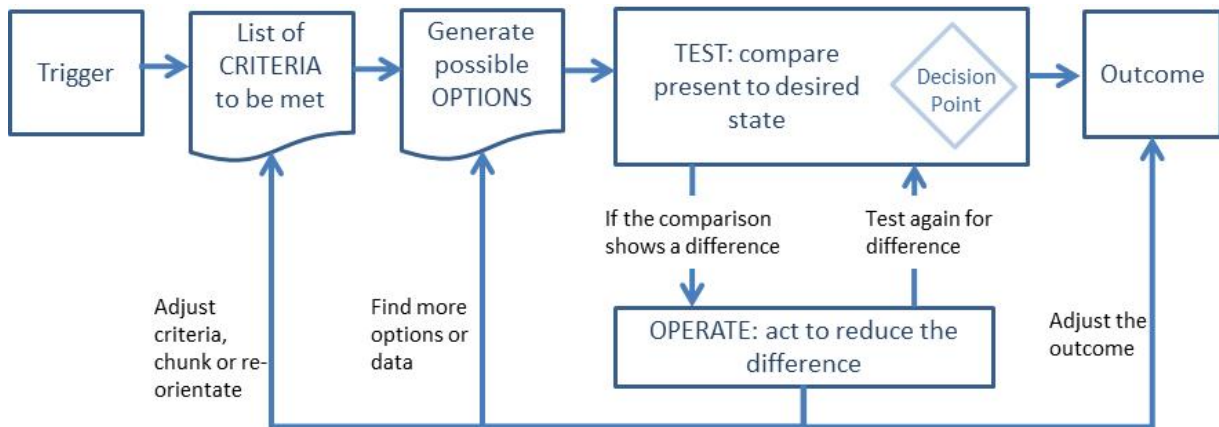 Trigger
List of
CRITERIA
to be met
Generate
possible
OPTIONS
TEST: compare
present to desired
state
Decision
Point
Outcome
If the comparison
shows a difference
Test again for
difference
Adjust
criteria,
chunk or re-
orientate
Find more
options or
data
OPERATE: act to reduce the
difference
Adjust the
outcome